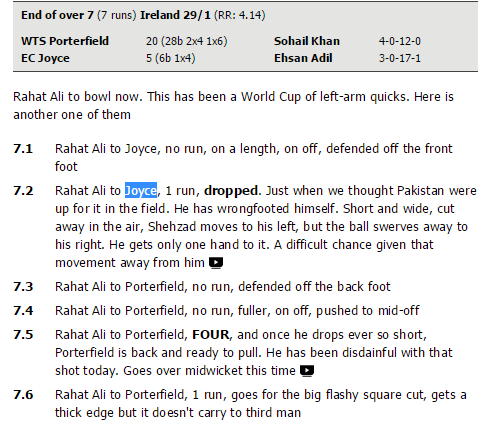 End of over 7 (7 runs) Ireland 29/1 (RR: 4.14)
WTS Porterfield 20 (28b 2x4 1x6) Sohail Khan 4-0-12-0
EC Joyce 5 (6b 1x4) Ehsan Adil 3-0-17-1
Rahat Ali to bowl now. This has been a World Cup of left-arm quicks. Here is
another one of them
7.1 Rahat Ali to Joyce, no run, on a length, on off, defended off the front
foot
7.2 Rahat Ali to Joyce, 1 run, dropped. Just when we thought Pakistan were
up for it in the field. He has wrongfooted himself. Short and wide, cut
away in the air, Shehzad moves to his left, but the ball swerves away to
his right. He gets only one hand to it. A difficult chance given that
movement away from him
7.3 Rahat Ali to Porterfield, no run, defended off the back foot
7.4 Rahat Ali to Porterfield, no run, fuller, on off, pushed to mid-off
7.5 Rahat Ali to Porterfield, FOUR, and once he drops ever so short,
Porterfield is back and ready to pull. He has been disdainful with that
shot today. Goes over midwicket this time
7.6 Rahat Ali to Porterfield, 1 run, goes for the big flashy square cut, gets a
thick edge but it doesn't carry to third man